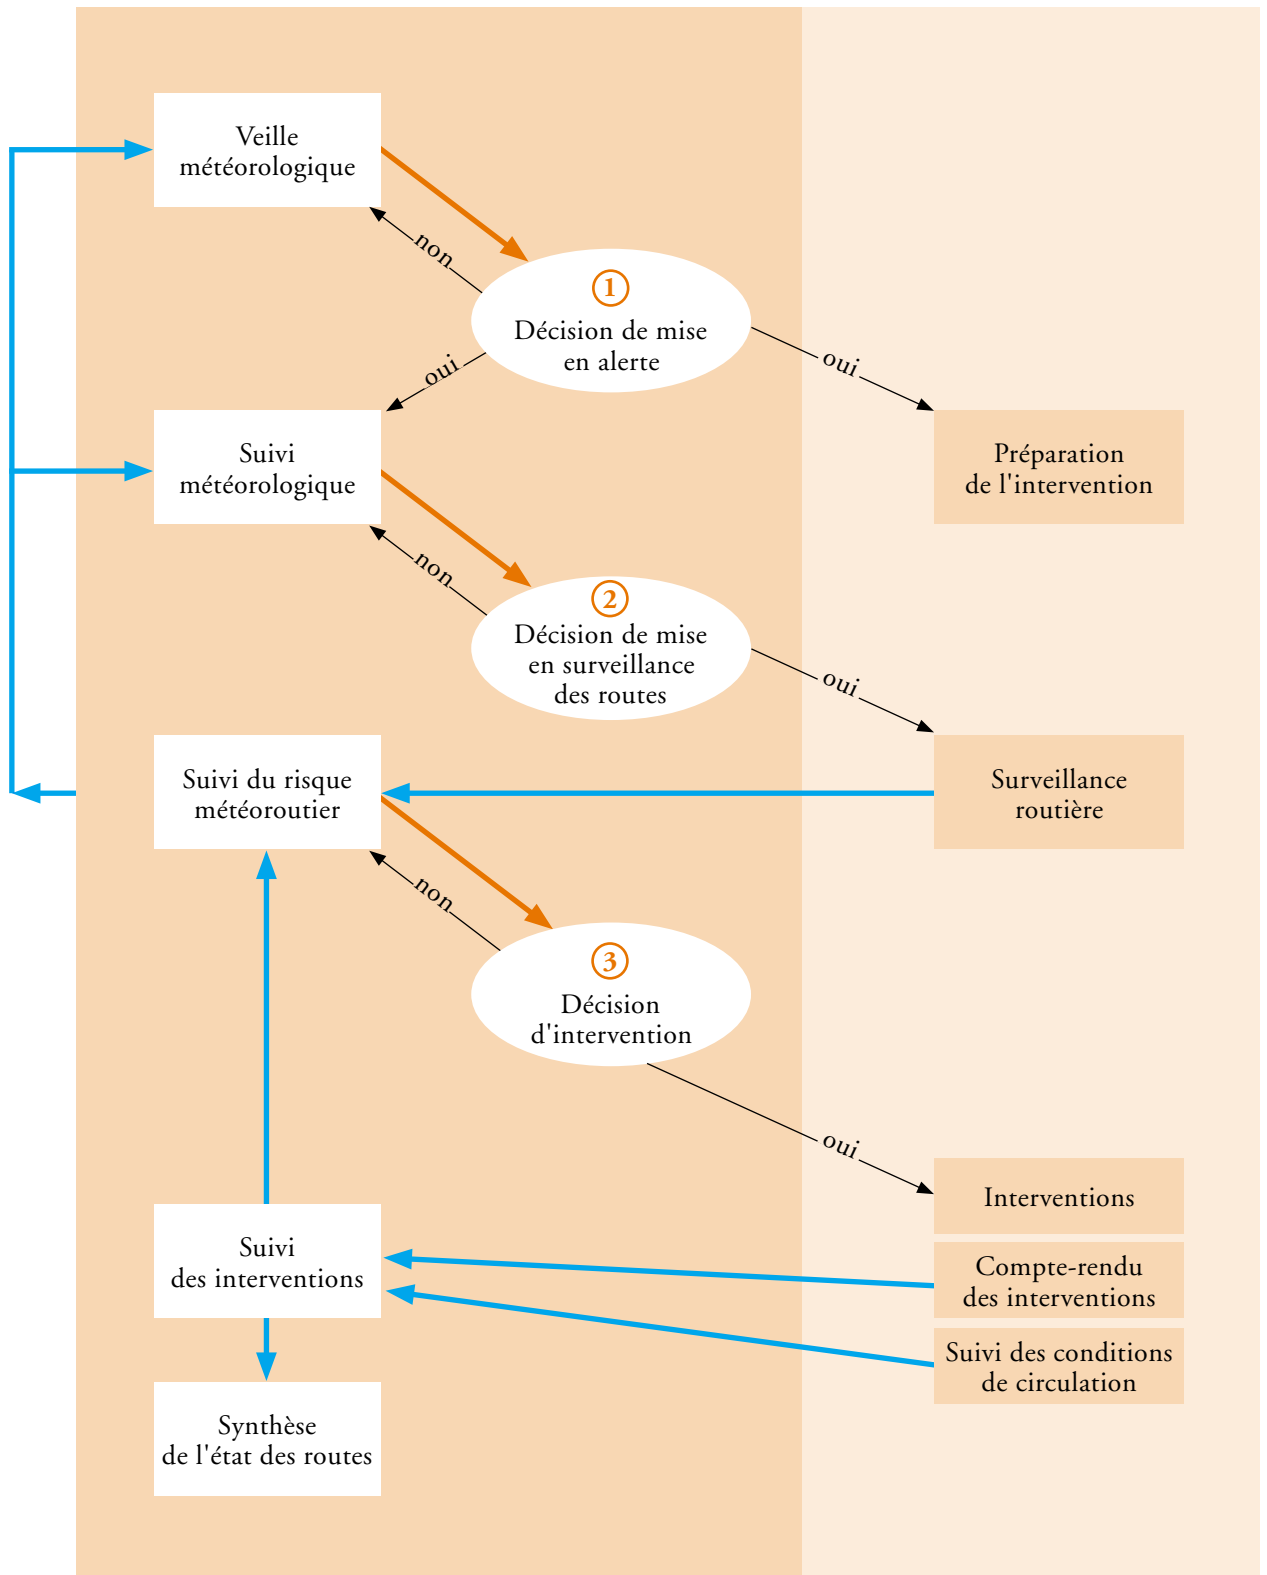 Veille
météorologique
non
1
Décision de mise
en alerte
oui
oui
Suivi
météorologique
Préparation
de l'intervention
non
2
Décision de mise
en surveillance
des routes
oui
Suivi du risque
météoroutier
Surveillance
routière
non
3
Décision
d'intervention
oui
Interventions
Suivi
des interventions
Compte-rendu
des interventions
Suivi des conditions
de circulation
Synthèse
de l'état des routes